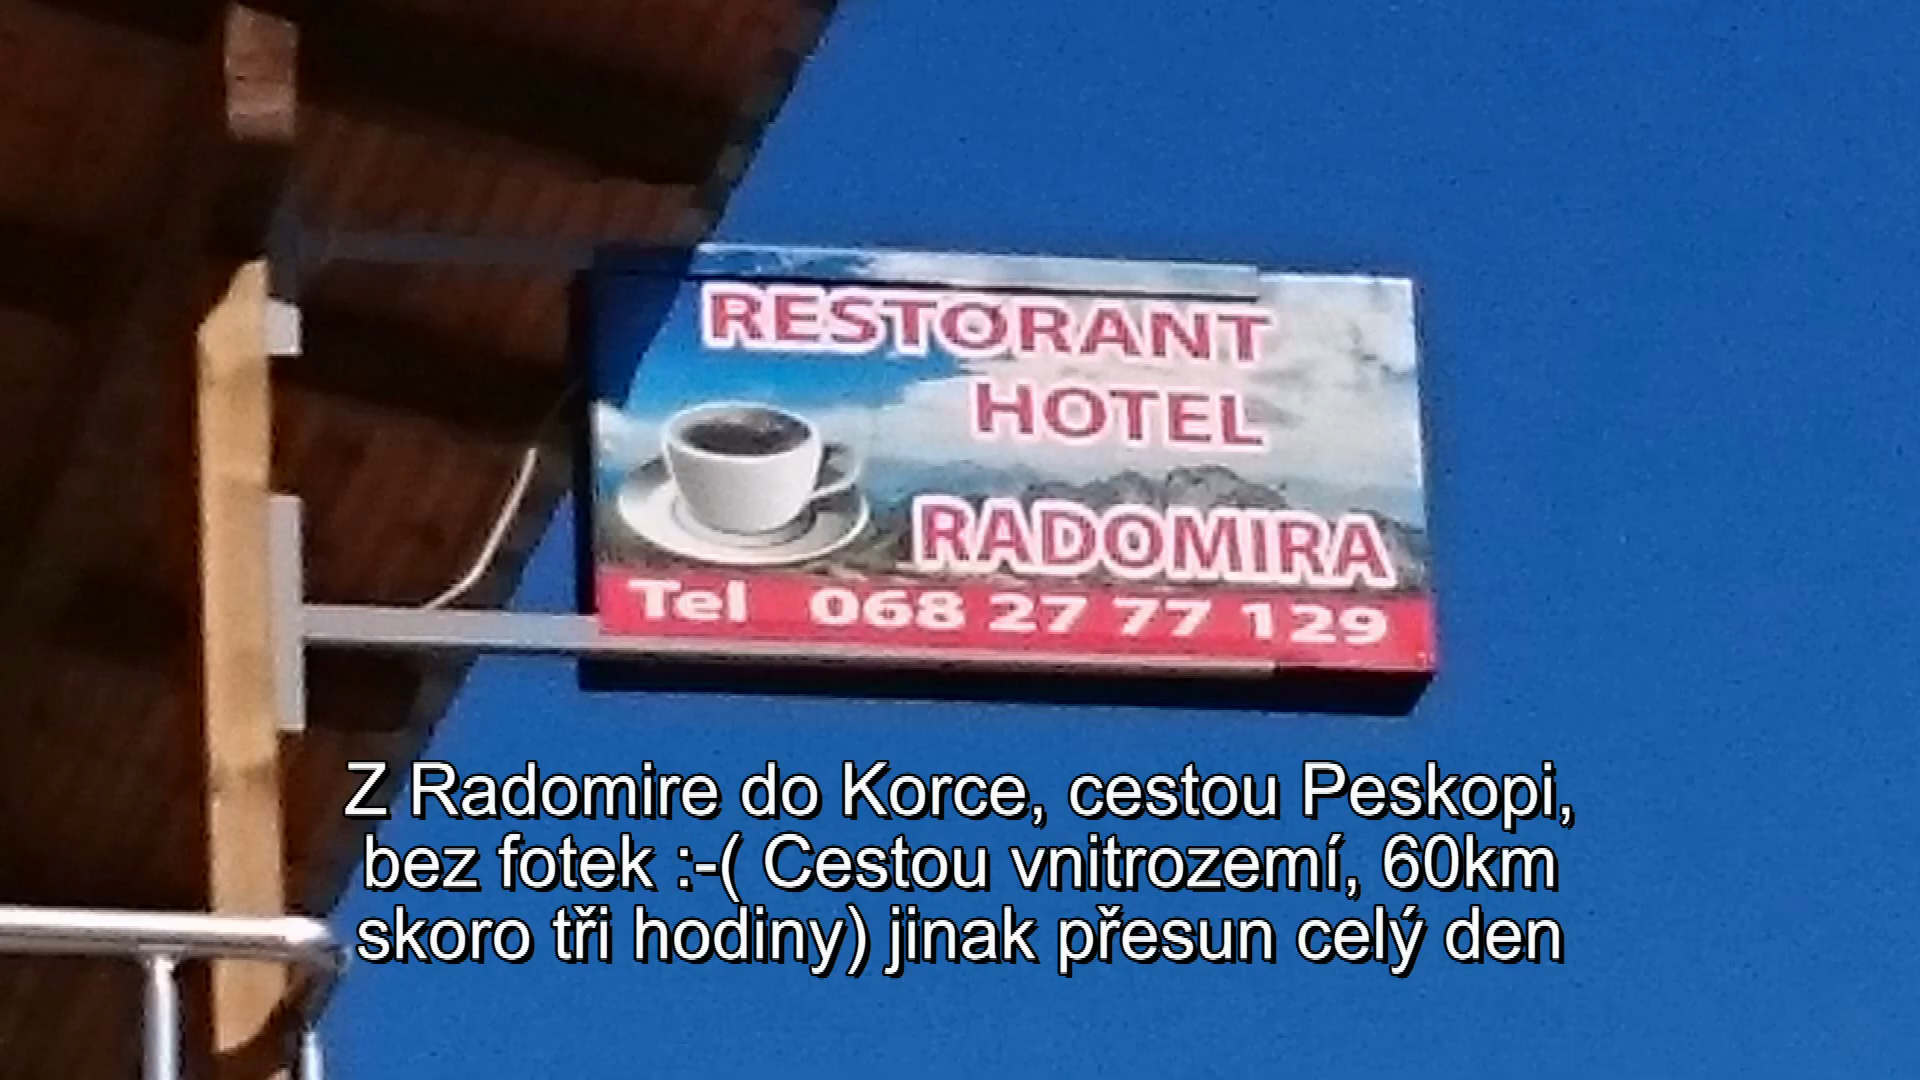 RESTORANT
HOTEL
RADOMIRA
Tel 068 27 77 129
Z Radomire do Korce, cestou Peskopi,
bez fotek :-( Cestou vnitrozemí, 60km
skoro tři hodiny) jinak přesun celý den